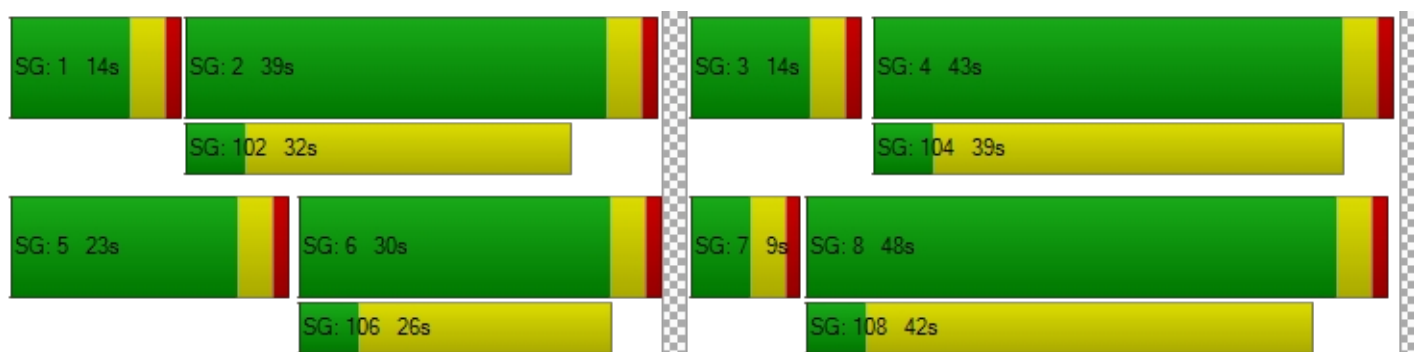 SG: 1 14s
SG: 2 39s
SG: 3 14s
SG: 4 43s
SG: 102 32s
SG: 104 39s
SG: 5 23s
SG: 6 30s
SG: 7 9s
SG: 8 48s
SG: 106 26s
SG: 108 42s